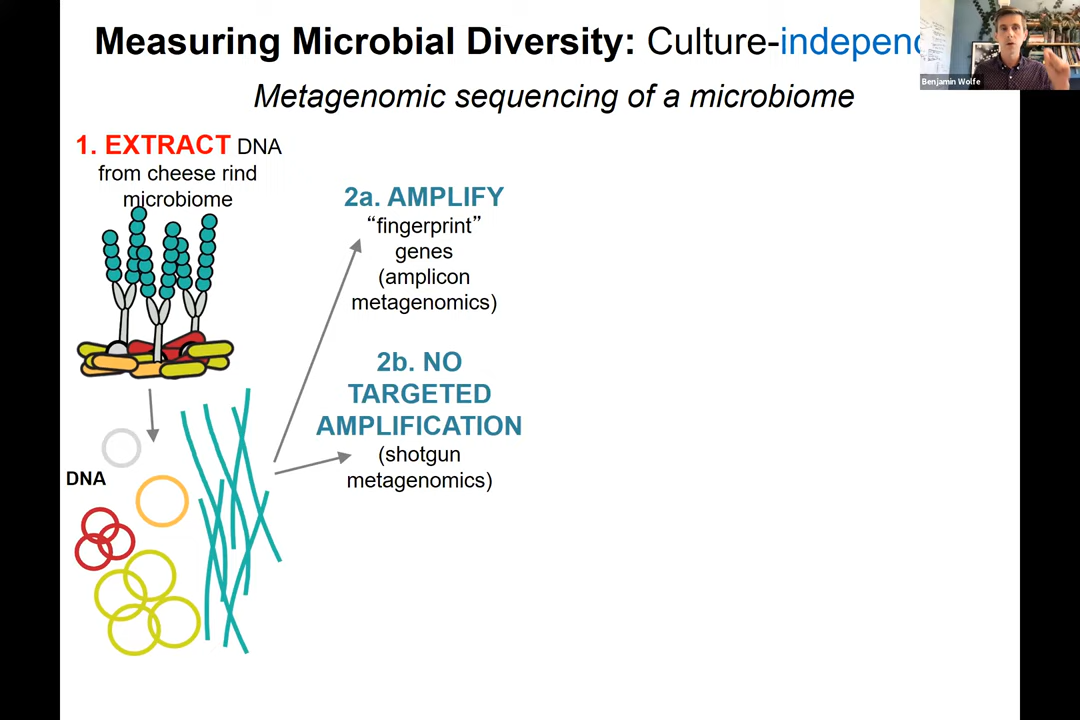 Measuring Microbial Diversity: Culture-independ
Metagenomic sequencing of a microbiome
Benjamin Wolfe
1. EXTRACT DNA
from cheese rind
microbiome
2a. AMPLIFY
“fingerprint”
genes
(amplicon
metagenomics)
2b. NO
TARGETED
AMPLIFICATION
(shotgun
metagenomics)
DNA